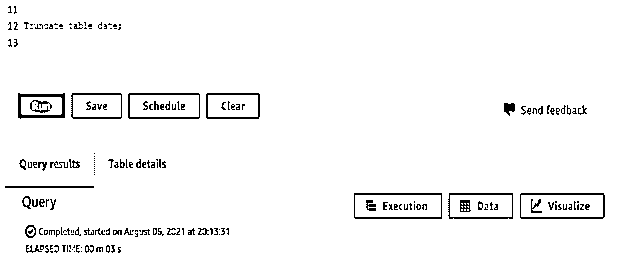 11
12 Truncate table date;
13
Run Save Schedule Clear
Send feedback
Query results Table details
Query
Execution Data Visualize
Completed, started on August 06, 2021 at 20:13:31
ELAPSED TIME: 00 m 03 s